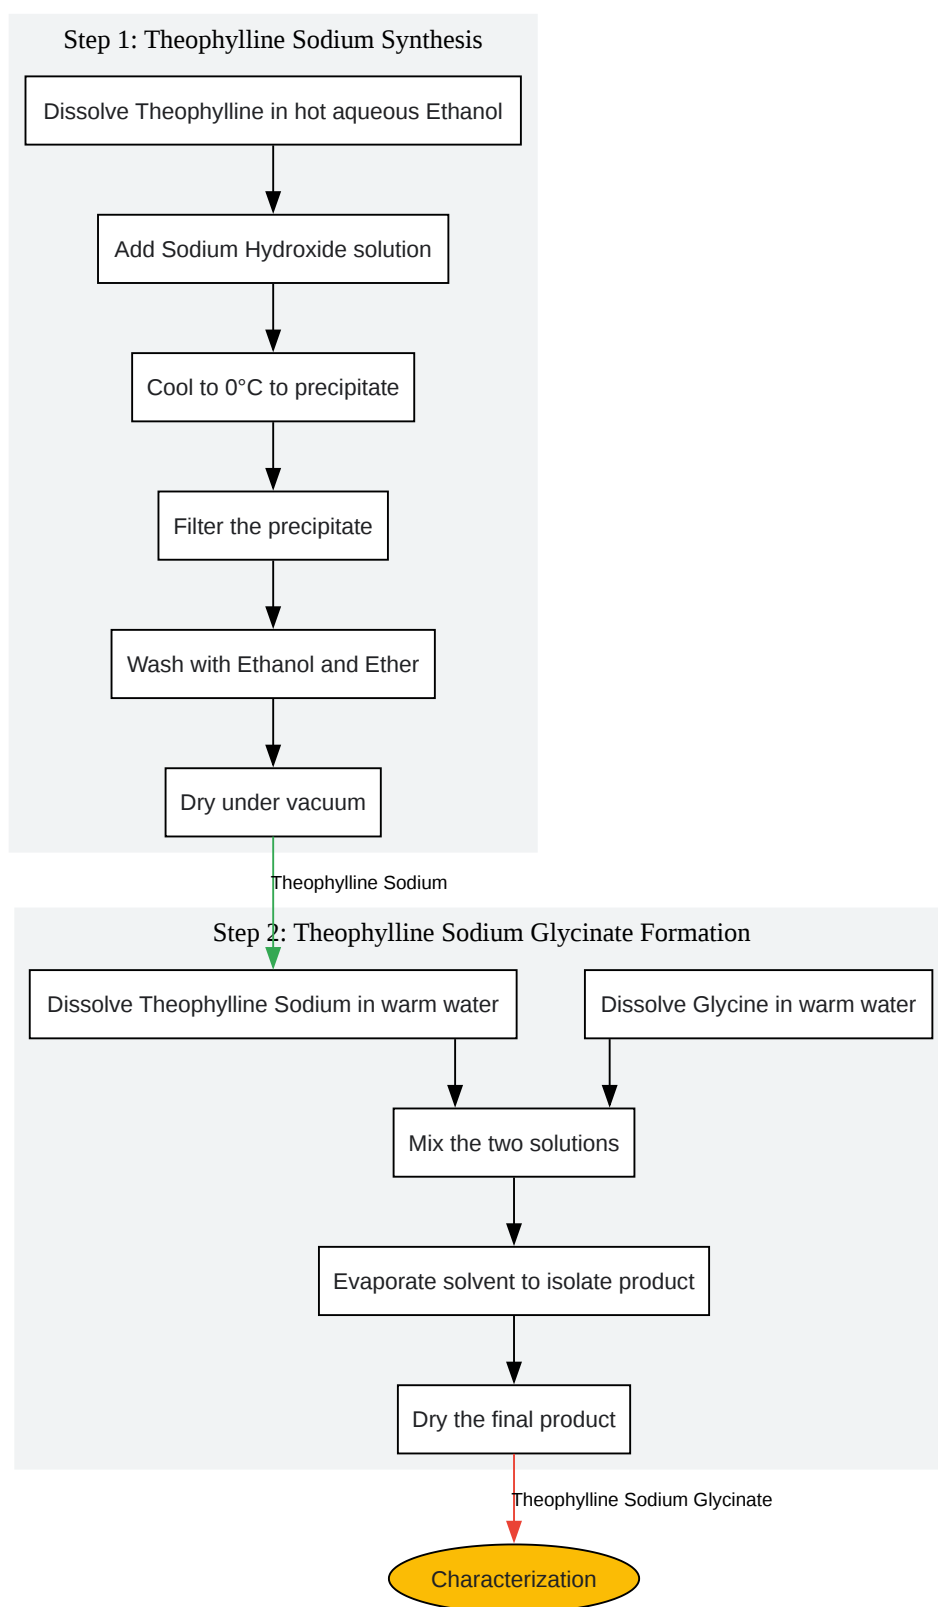 Step 1: Theophylline Sodium Synthesis
Dissolve Theophylline in hot aqueous Ethanol
Add Sodium Hydroxide solution
Cool to 0°C to precipitate
Filter the precipitate
Wash with Ethanol and Ether
Dry under vacuum
Theophylline Sodium
Step 2: Theophylline Sodium Glycinate Formation
Dissolve Theophylline Sodium in warm water
Dissolve Glycine in warm water
Mix the two solutions
Evaporate solvent to isolate product
Dry the final product
Theophylline Sodium Glycinate
Characterization